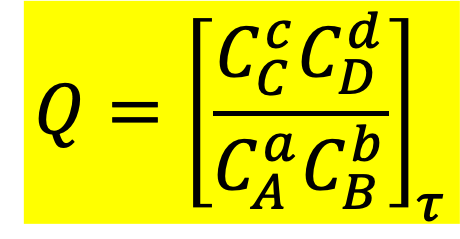 Q = [C_C^c C_D^d / C_A^a C_B^b]_τ